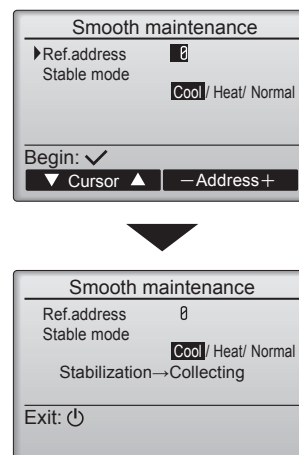 Smooth maintenance
Ref.address 0
Stable mode
Cool / Heat/ Normal
Begin: ✓
▼ Cursor ▲ －Address＋
Smooth maintenance
Ref.address 0
Stable mode
Cool / Heat/ Normal
Stabilization→Collecting
Exit: ⏻